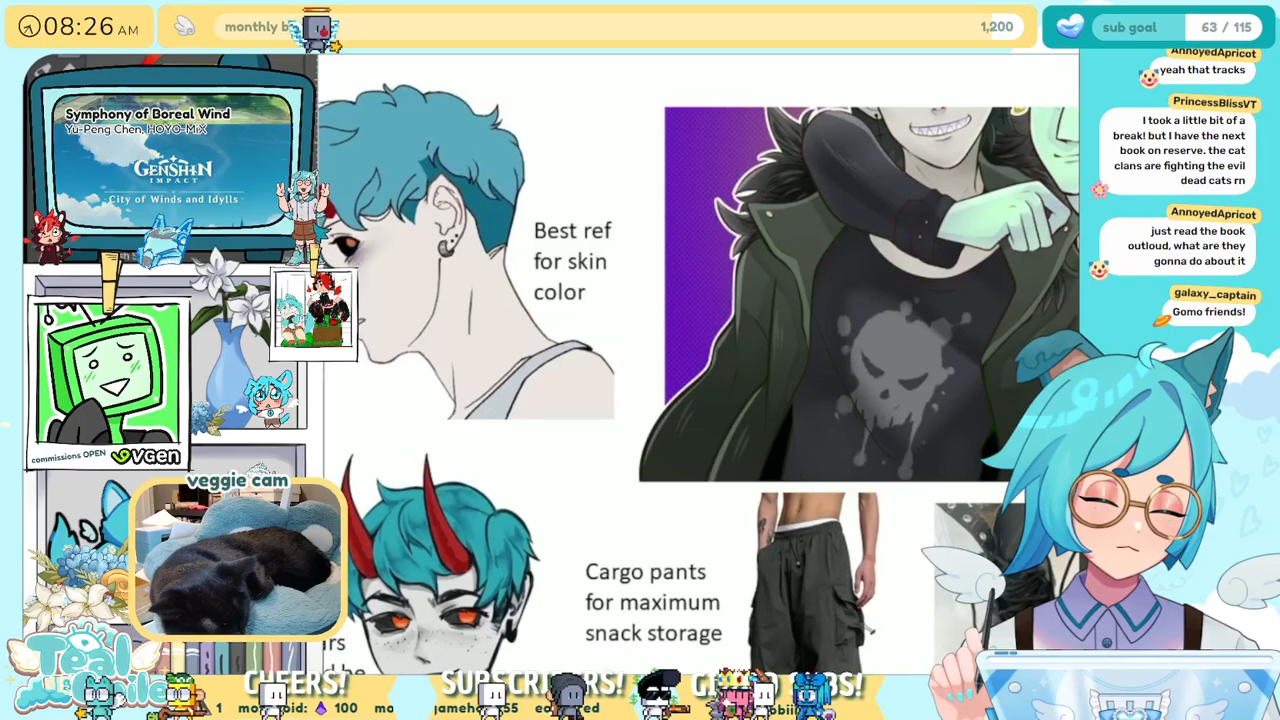 08:26 AM
monthly b
1,200
sub goal
63 / 115
Symphony of Boreal Wind
Yu-Peng Chen, HOYO-MiX
GENSHIN
IMPACT
City of Winds and Idylls
commissions OPEN
VGen
veggie cam
Teal
Best ref
for skin
color
Cargo pants
for maximum
snack storage
AnnoyedApricot
yeah that tracks
PrincessBlissVT
I took a little bit of a
break! but I have the next
book on reserve. the cat
clans are fighting the evil
dead cats rn
AnnoyedApricot
just read the book
outloud, what are they
gonna do about it
galaxy_captain
Gomo friends!
CHEERS!
100